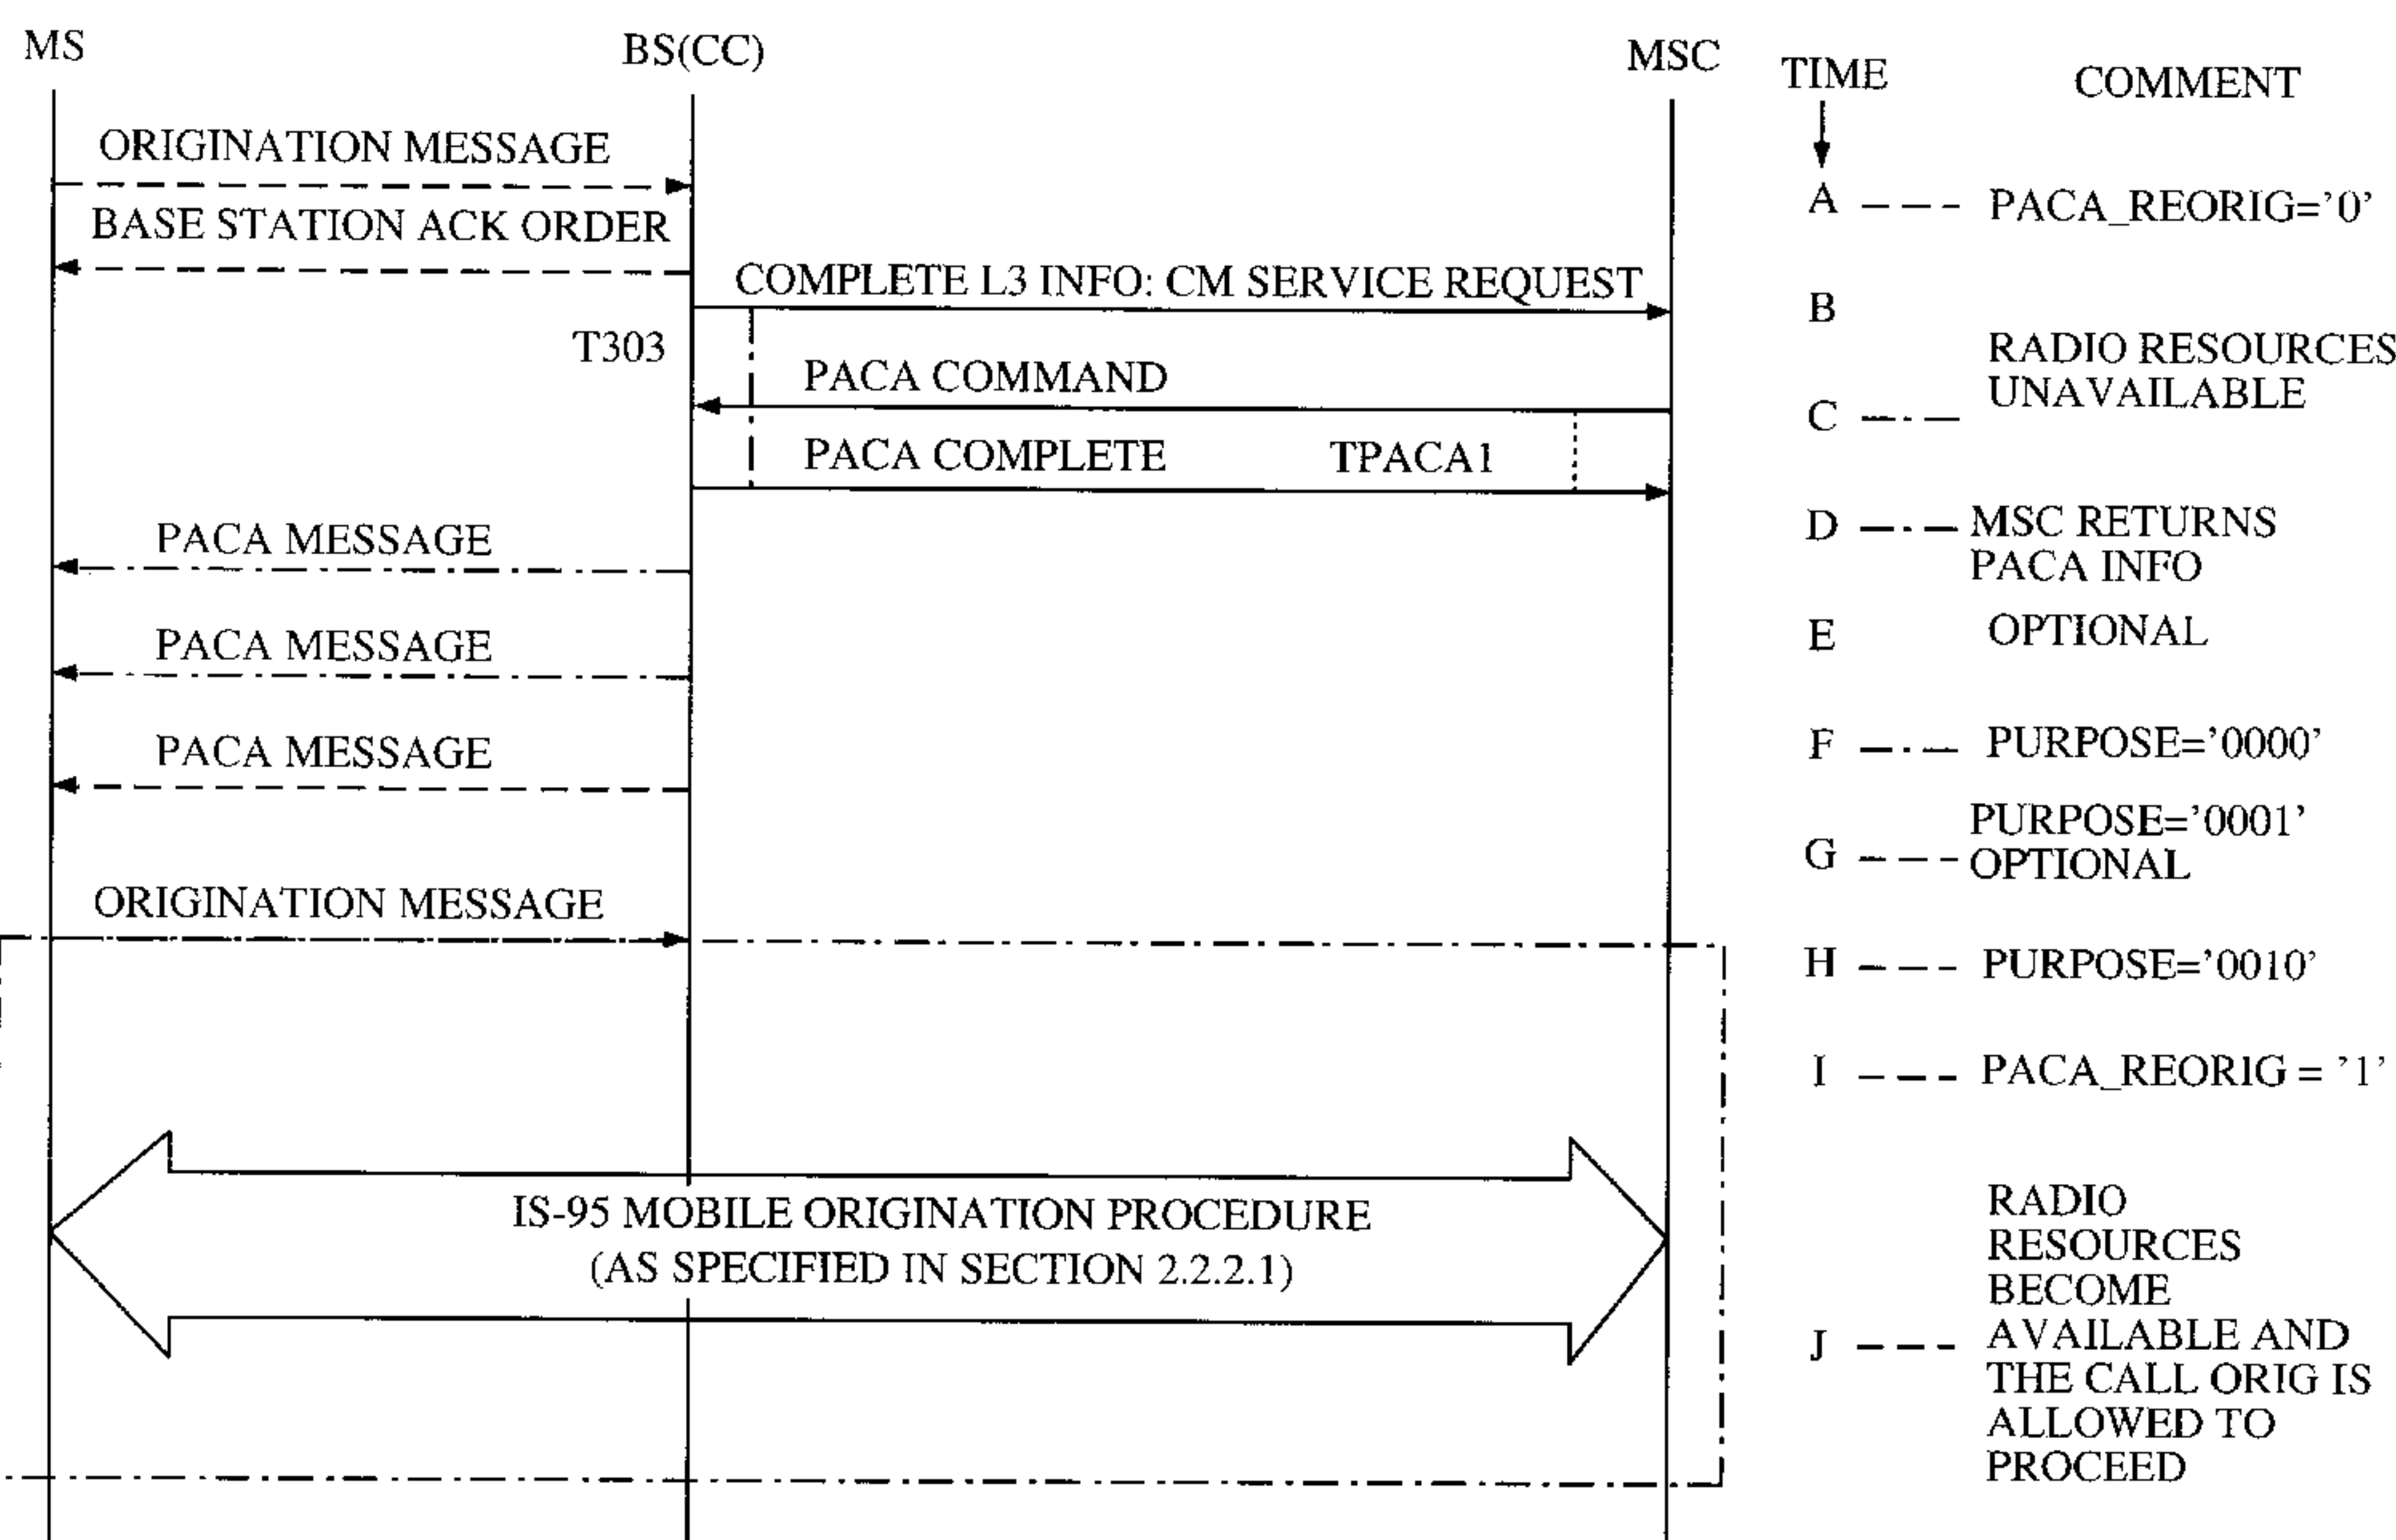 MS
BS(CC)
MSC
TIME
COMMENT
ORIGINATION MESSAGE
A
PACA_REORIG='0'
BASE STATION ACK ORDER
COMPLETE L3 INFO: CM SERVICE REQUEST
B
T303
RADIO RESOURCES
UNAVAILABLE
PACA COMMAND
C
PACA COMPLETE
TPACA1
D
MSC RETURNS
PACA INFO
PACA MESSAGE
E
OPTIONAL
PACA MESSAGE
F
PURPOSE='0000'
PACA MESSAGE
G
PURPOSE='0001'
OPTIONAL
ORIGINATION MESSAGE
H
PURPOSE='0010'
I
PACA_REORIG = '1'
IS-95 MOBILE ORIGINATION PROCEDURE
(AS SPECIFIED IN SECTION 2.2.2.1)
J
RADIO
RESOURCES
BECOME
AVAILABLE AND
THE CALL ORIG IS
ALLOWED TO
PROCEED